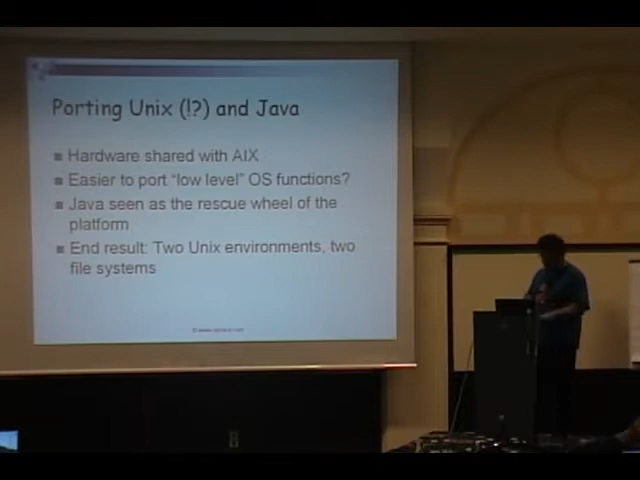 Porting Unix (!?) and Java
Hardware shared with AIX
Easier to port "low level" OS functions?
Java seen as the rescue wheel of the
platform
End result: Two Unix environments, two
file systems